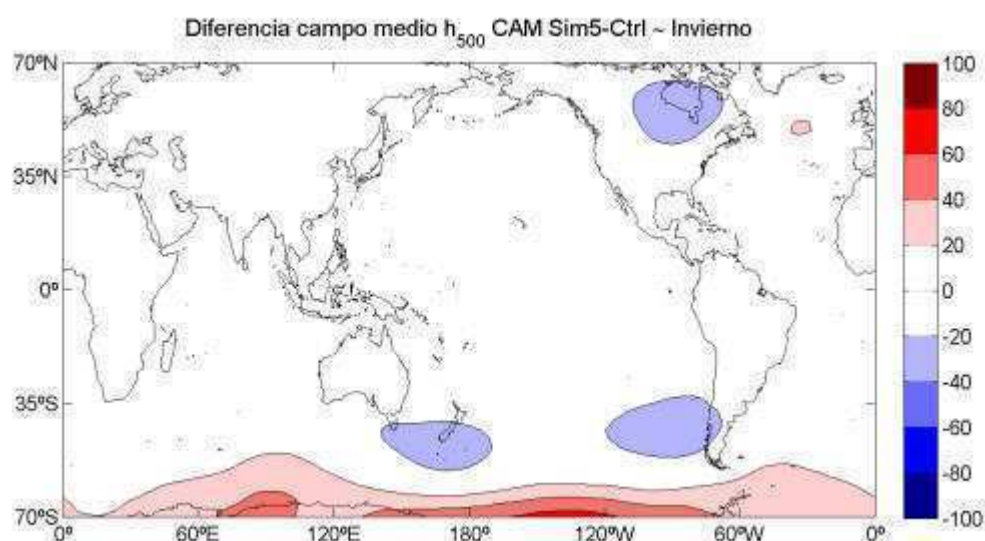 Diferencia campo medio h500 CAM Sim5-Ctrl ~ Invierno
70ºN
35ºN
0º
35ºS
70ºS
0º 60ºE 120ºE 180º 120ºW 60ºW 0º
100
80
60
40
20
0
-20
-40
-60
-80
-100